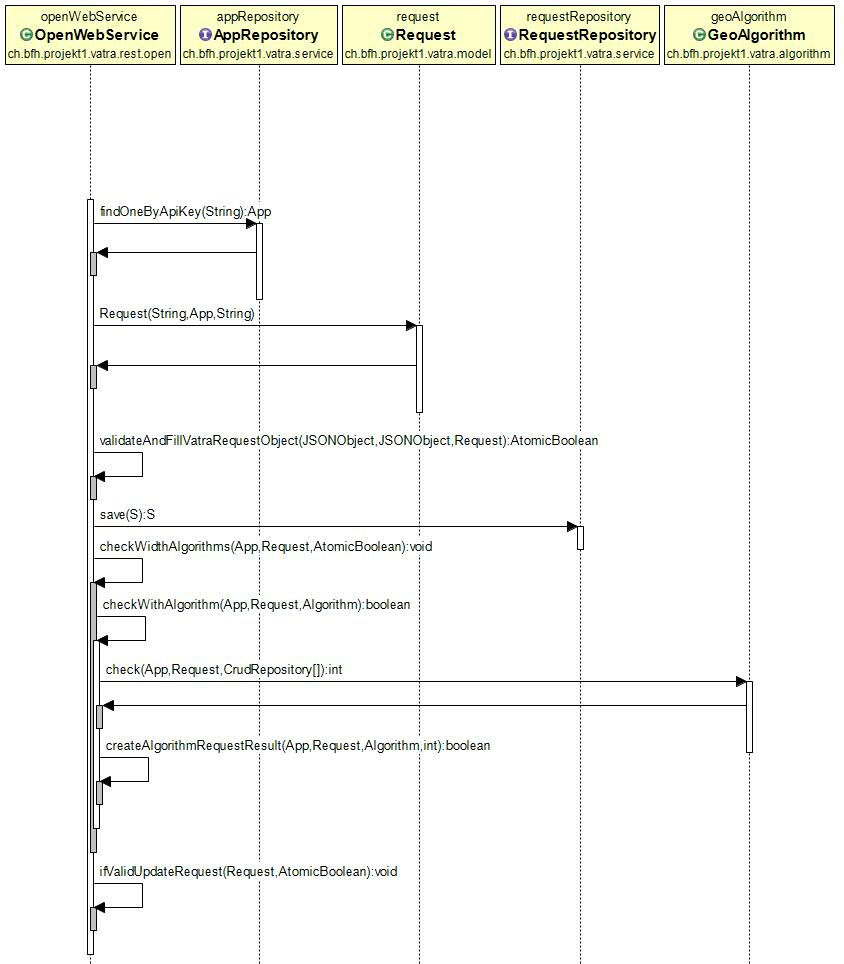 openWebService
C OpenWebService
ch.bfh.projekt1.vatra.rest.open
appRepository
I AppRepository
ch.bfh.projekt1.vatra.service
request
C Request
ch.bfh.projekt1.vatra.model
requestRepository
I RequestRepository
ch.bfh.projekt1.vatra.service
geoAlgorithm
C GeoAlgorithm
ch.bfh.projekt1.vatra.algorithm
findOneByApiKey(String):App
Request(String,App,String)
validateAndFillVatraRequestObject(JSONObject,JSONObject,Request):AtomicBoolean
save(S):S
checkWidthAlgorithms(App,Request,AtomicBoolean):void
checkWithAlgorithm(App,Request,Algorithm):boolean
check(App,Request,CrudRepository[]):int
createAlgorithmRequestResult(App,Request,Algorithm,int):boolean
ifValidUpdateRequest(Request,AtomicBoolean):void